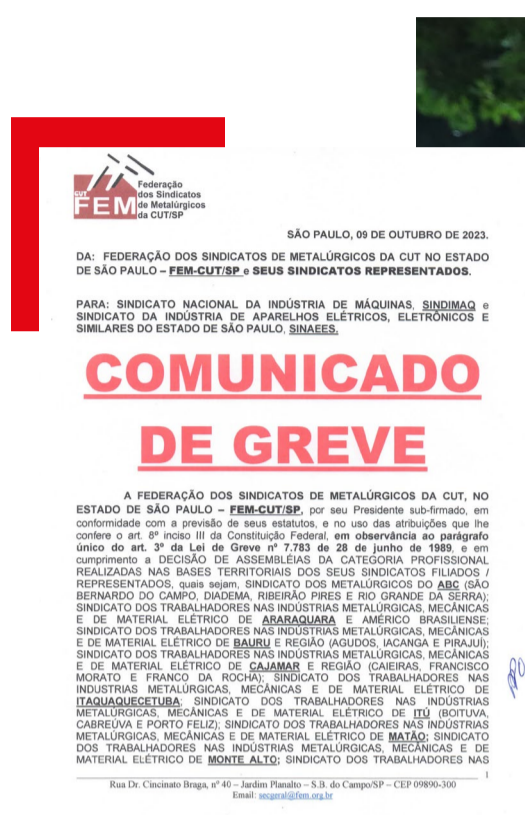 CUT
FEM
Federação
dos Sindicatos
de Metalúrgicos
da CUT/SP
SÃO PAULO, 09 DE OUTUBRO DE 2023.
DA: FEDERAÇÃO DOS SINDICATOS DE METALÚRGICOS DA CUT NO ESTADO
DE SÃO PAULO – FEM-CUT/SP e SEUS SINDICATOS REPRESENTADOS.
PARA: SINDICATO NACIONAL DA INDÚSTRIA DE MÁQUINAS, SINDIMAQ e
SINDICATO DA INDÚSTRIA DE APARELHOS ELÉTRICOS, ELETRÔNICOS E
SIMILARES DO ESTADO DE SÃO PAULO, SINAEES.
COMUNICADO
DE GREVE
A FEDERAÇÃO DOS SINDICATOS DE METALÚRGICOS DA CUT, NO
ESTADO DE SÃO PAULO – FEM-CUT/SP, por seu Presidente sub-firmado, em
conformidade com a previsão de seus estatutos, e no uso das atribuições que lhe
confere o art. 8º inciso III da Constituição Federal, em observância ao parágrafo
único do art. 3º da Lei de Greve nº 7.783 de 28 de junho de 1989, e em
cumprimento a DECISÃO DE ASSEMBLÉIAS DA CATEGORIA PROFISSIONAL
REALIZADAS NAS BASES TERRITORIAIS DOS SEUS SINDICATOS FILIADOS /
REPRESENTADOS, quais sejam, SINDICATO DOS METALÚRGICOS DO ABC (SÃO
BERNARDO DO CAMPO, DIADEMA, RIBEIRÃO PIRES E RIO GRANDE DA SERRA);
SINDICATO DOS TRABALHADORES NAS INDÚSTRIAS METALÚRGICAS, MECÂNICAS
E DE MATERIAL ELÉTRICO DE ARARAQUARA E AMÉRICO BRASILIENSE;
SINDICATO DOS TRABALHADORES NAS INDÚSTRIAS METALÚRGICAS, MECÂNICAS
E DE MATERIAL ELÉTRICO DE BAURU E REGIÃO (AGUDOS, IACANGA E PIRAJUÍ);
SINDICATO DOS TRABALHADORES NAS INDÚSTRIAS METALÚRGICAS, MECÂNICAS
E DE MATERIAL ELÉTRICO DE CAJAMAR E REGIÃO (CAIEIRAS, FRANCISCO
MORATO E FRANCO DA ROCHA); SINDICATO DOS TRABALHADORES NAS
INDUSTRIAS METALÚRGICAS, MECÂNICAS E DE MATERIAL ELÉTRICO DE
ITAQUAQUECETUBA; SINDICATO DOS TRABALHADORES NAS INDÚSTRIAS
METALÚRGICAS, MECÂNICAS E DE MATERIAL ELÉTRICO DE ITÚ (BOITUVA,
CABREÚVA E PORTO FELIZ); SINDICATO DOS TRABALHADORES NAS INDÚSTRIAS
METALÚRGICAS, MECÂNICAS E DE MATERIAL ELÉTRICO DE MATÃO; SINDICATO
DOS TRABALHADORES NAS INDÚSTRIAS METALÚRGICAS, MECÂNICAS E DE
MATERIAL ELÉTRICO DE MONTE ALTO; SINDICATO DOS TRABALHADORES NAS
1
Rua Dr. Cincinato Braga, nº 40 – Jardim Planalto – S.B. do Campo/SP – CEP 09890-300
Email: secgeral@fem.org.br